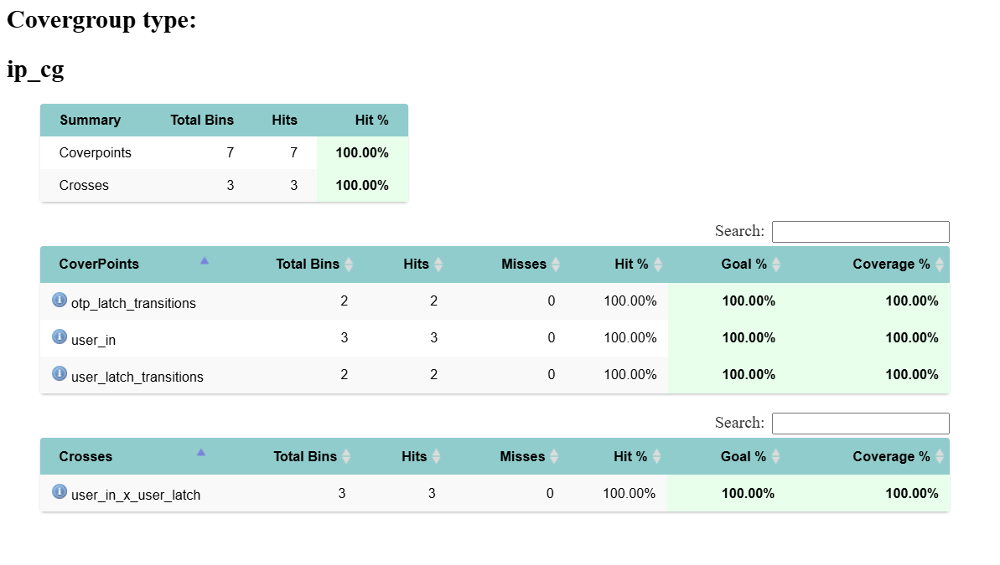 Covergroup type:
ip_cg
Summary Total Bins Hits Hit %
Coverpoints 7 7 100.00%
Crosses 3 3 100.00%
Search:
CoverPoints Total Bins Hits Misses Hit % Goal % Coverage %
otp_latch_transitions 2 2 0 100.00% 100.00% 100.00%
user_in 3 3 0 100.00% 100.00% 100.00%
user_latch_transitions 2 2 0 100.00% 100.00% 100.00%
Search:
Crosses Total Bins Hits Misses Hit % Goal % Coverage %
user_in_x_user_latch 3 3 0 100.00% 100.00% 100.00%